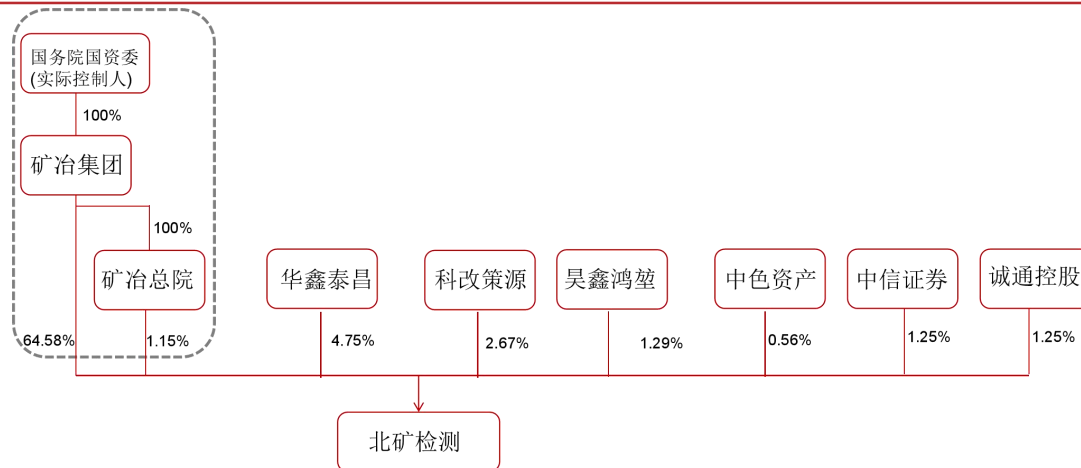 国务院国资委
(实际控制人)
100%
矿冶集团
100%
矿冶总院
华鑫泰昌
科改策源
昊鑫鸿堃
中色资产
中信证券
诚通控股
64.58%
1.15%
4.75%
2.67%
1.29%
0.56%
1.25%
1.25%
北矿检测